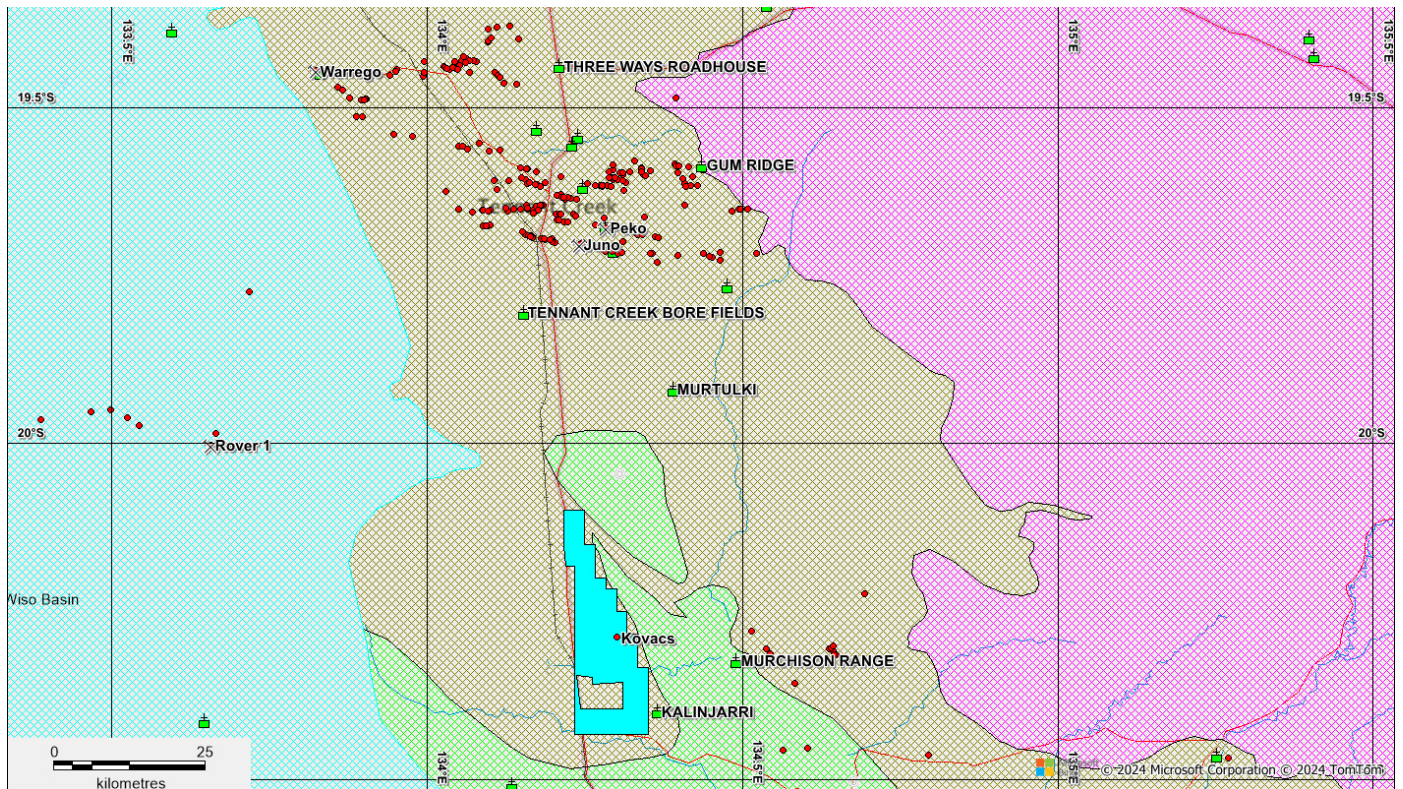 133.5°E
134°E
135°E
135.5°E
THREE WAYS ROADHOUSE
Warrego
19.5°S
19.5°S
GUM RIDGE
Tennant Creek
Peko
Juno
TENNANT CREEK BORE FIELDS
MURTULKI
20°S
20°S
Rover 1
Wiso Basin
Kovacs
MURCHISON RANGE
KALINJARRI
0
25
kilometres
134°E
134.5°E
135°E
Microsoft
© 2024 Microsoft Corporation © 2024 TomTom